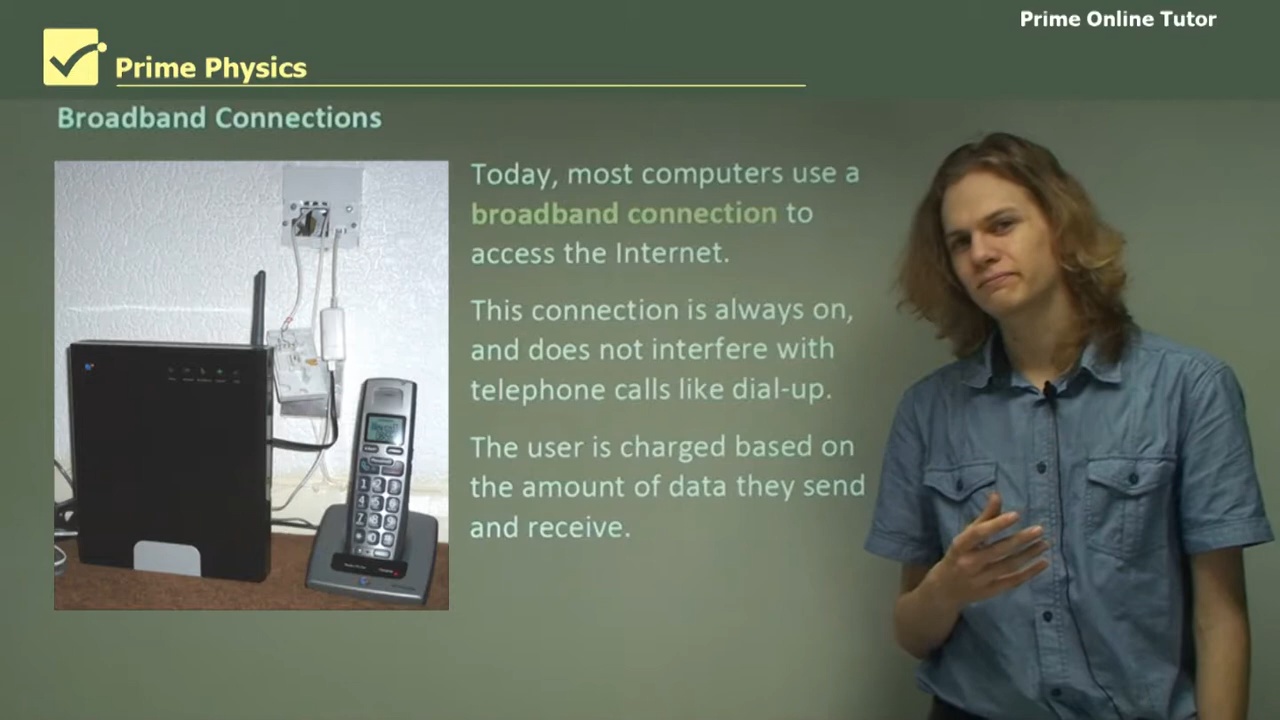 Prime Online Tutor
Prime Physics
Broadband Connections
Today, most computers use a
broadband connection to
access the Internet.
This connection is always on,
and does not interfere with
telephone calls like dial-up.
The user is charged based on
the amount of data they send
and receive.